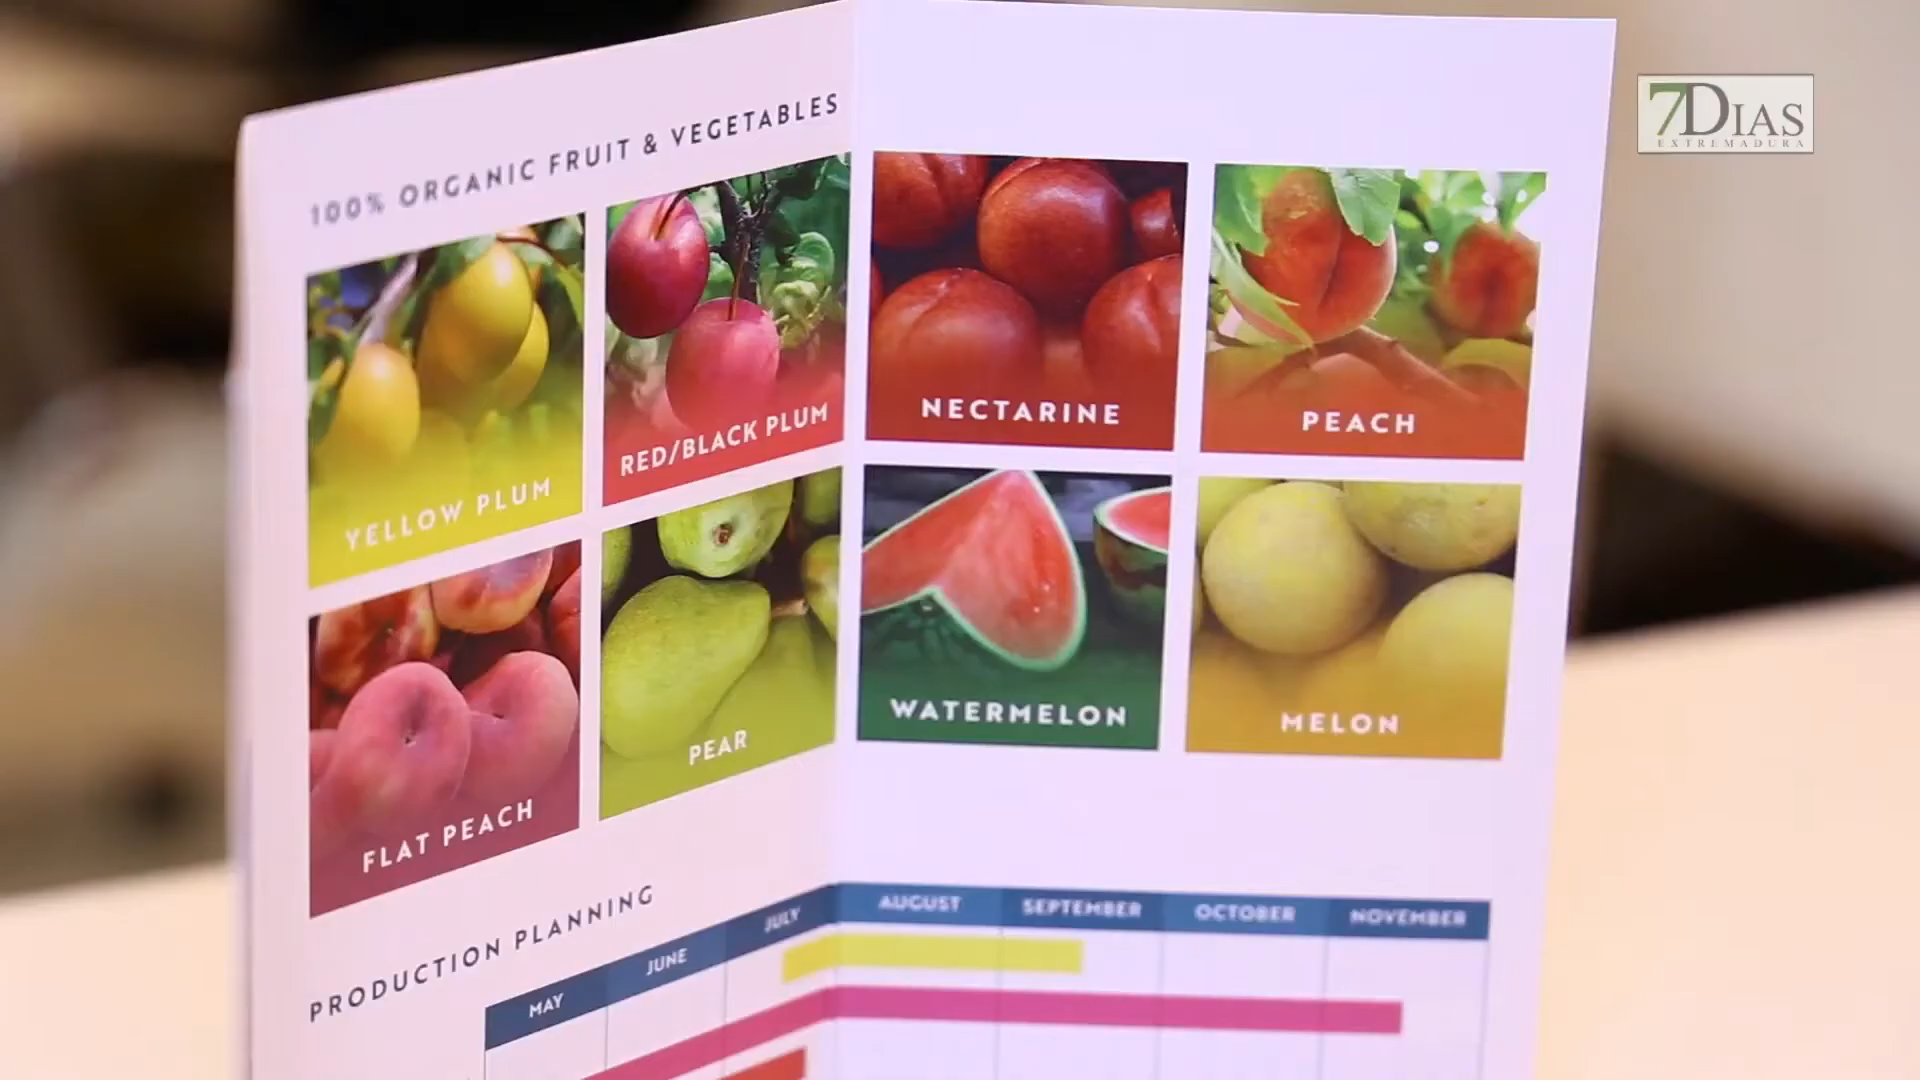 7DIAS
EXTREMADURA
100% ORGANIC FRUIT & VEGETABLES
YELLOW PLUM
RED/BLACK PLUM
NECTARINE
PEACH
FLAT PEACH
PEAR
WATERMELON
MELON
PRODUCTION PLANNING
MAY
JUNE
JULY
AUGUST
SEPTEMBER
OCTOBER
NOVEMBER